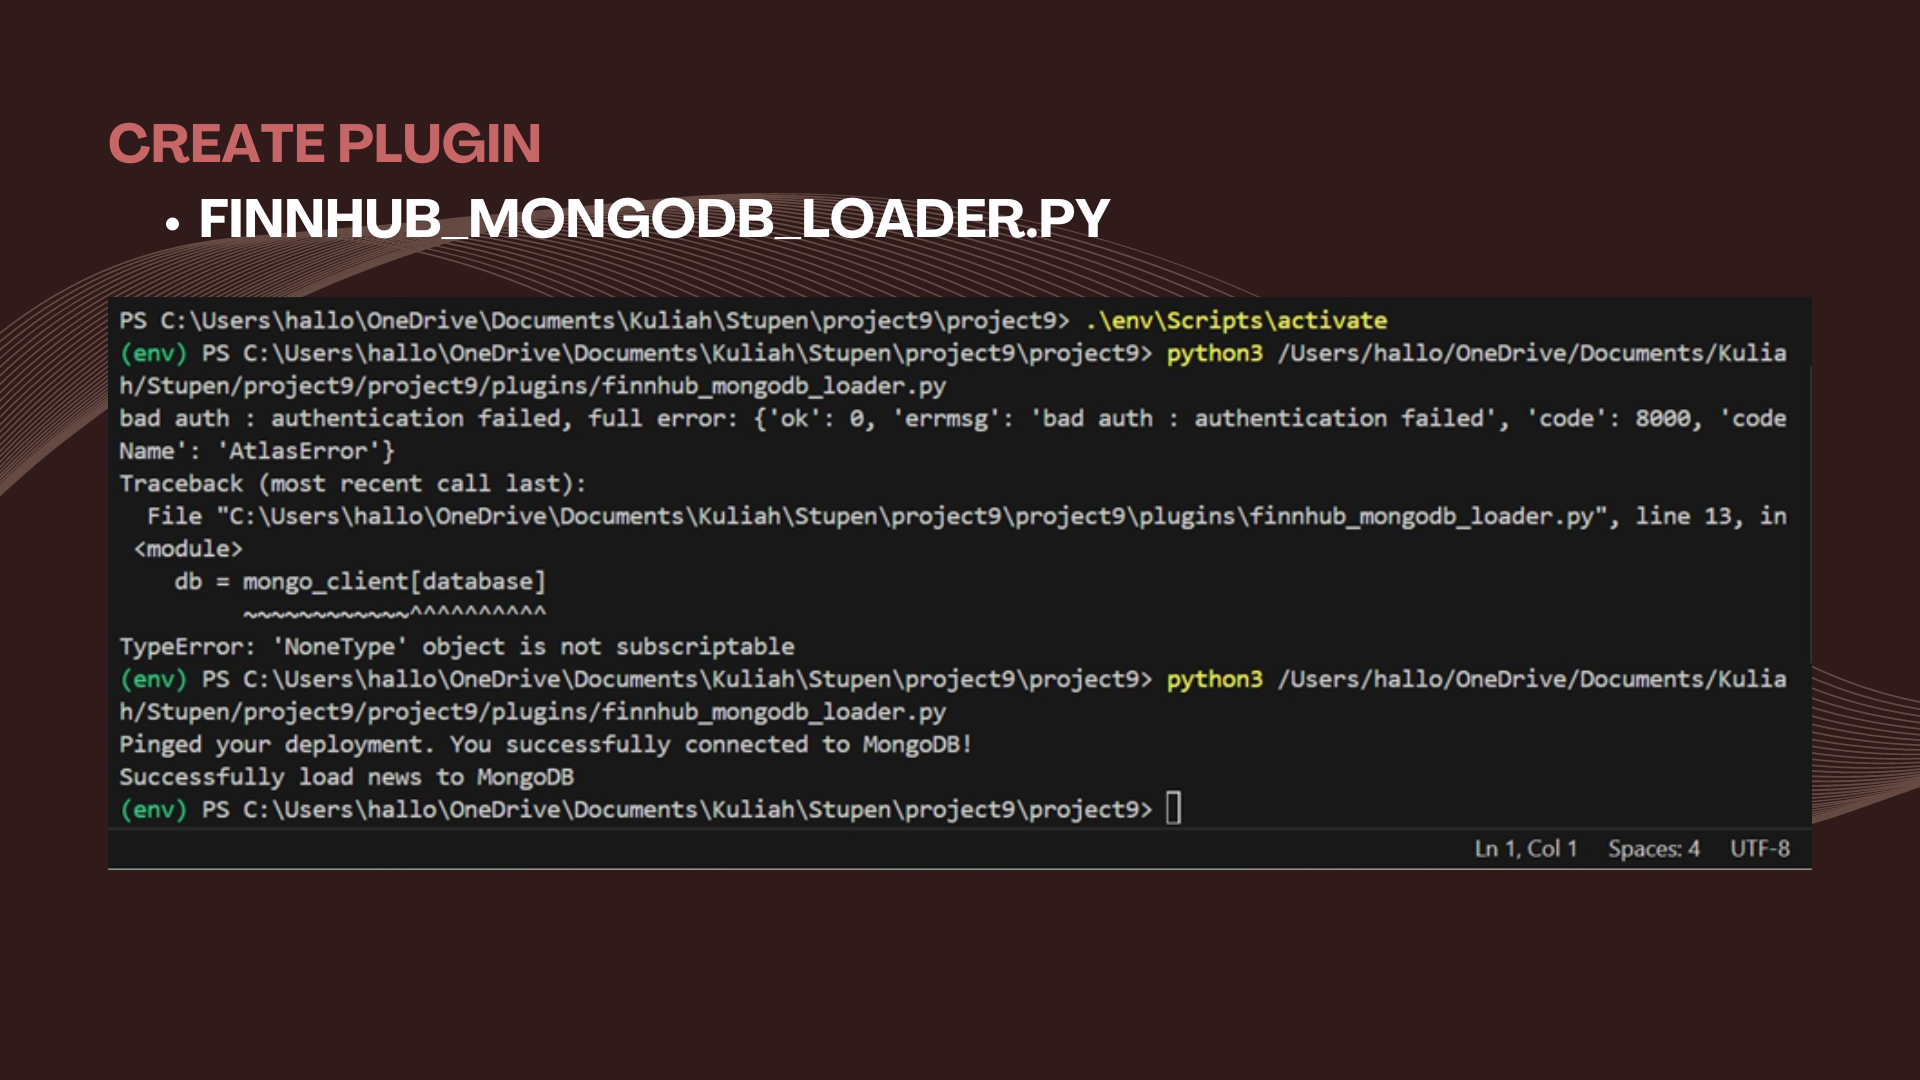 CREATE PLUGIN
• FINNHUB_MONGODB_LOADER.PY
PS C:\Users\hallo\OneDrive\Documents\Kuliah\Stupen\project9\project9> .\env\Scripts\activate
(env) PS C:\Users\hallo\OneDrive\Documents\Kuliah\Stupen\project9\project9> python3 /Users/hallo/OneDrive/Documents/Kulia
h/Stupen/project9/project9/plugins/finnhub_mongodb_loader.py
bad auth : authentication failed, full error: {'ok': 0, 'errmsg': 'bad auth : authentication failed', 'code': 8000, 'code
Name': 'AtlasError'}
Traceback (most recent call last):
  File "C:\Users\hallo\OneDrive\Documents\Kuliah\Stupen\project9\project9\plugins\finnhub_mongodb_loader.py", line 13, in
 <module>
    db = mongo_client[database]
         ~~~~~~~~~~~~^^^^^^^^^^
TypeError: 'NoneType' object is not subscriptable
(env) PS C:\Users\hallo\OneDrive\Documents\Kuliah\Stupen\project9\project9> python3 /Users/hallo/OneDrive/Documents/Kulia
h/Stupen/project9/project9/plugins/finnhub_mongodb_loader.py
Pinged your deployment. You successfully connected to MongoDB!
Successfully load news to MongoDB
(env) PS C:\Users\hallo\OneDrive\Documents\Kuliah\Stupen\project9\project9>
Ln 1, Col 1 Spaces: 4 UTF-8